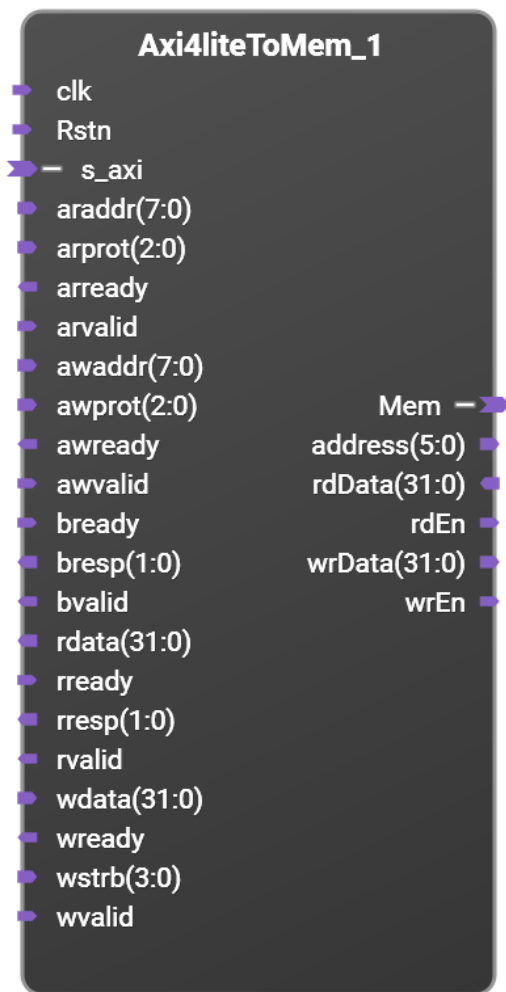 Axi4liteToMem_1
clk
Rstn
s_axi
araddr(7:0)
arprot(2:0)
arready
arvalid
awaddr(7:0)
awprot(2:0)
awready
awvalid
bready
bresp(1:0)
bvalid
rdata(31:0)
rready
rresp(1:0)
rvalid
wdata(31:0)
wready
wstrb(3:0)
wvalid
Mem
address(5:0)
rdData(31:0)
rdEn
wrData(31:0)
wrEn